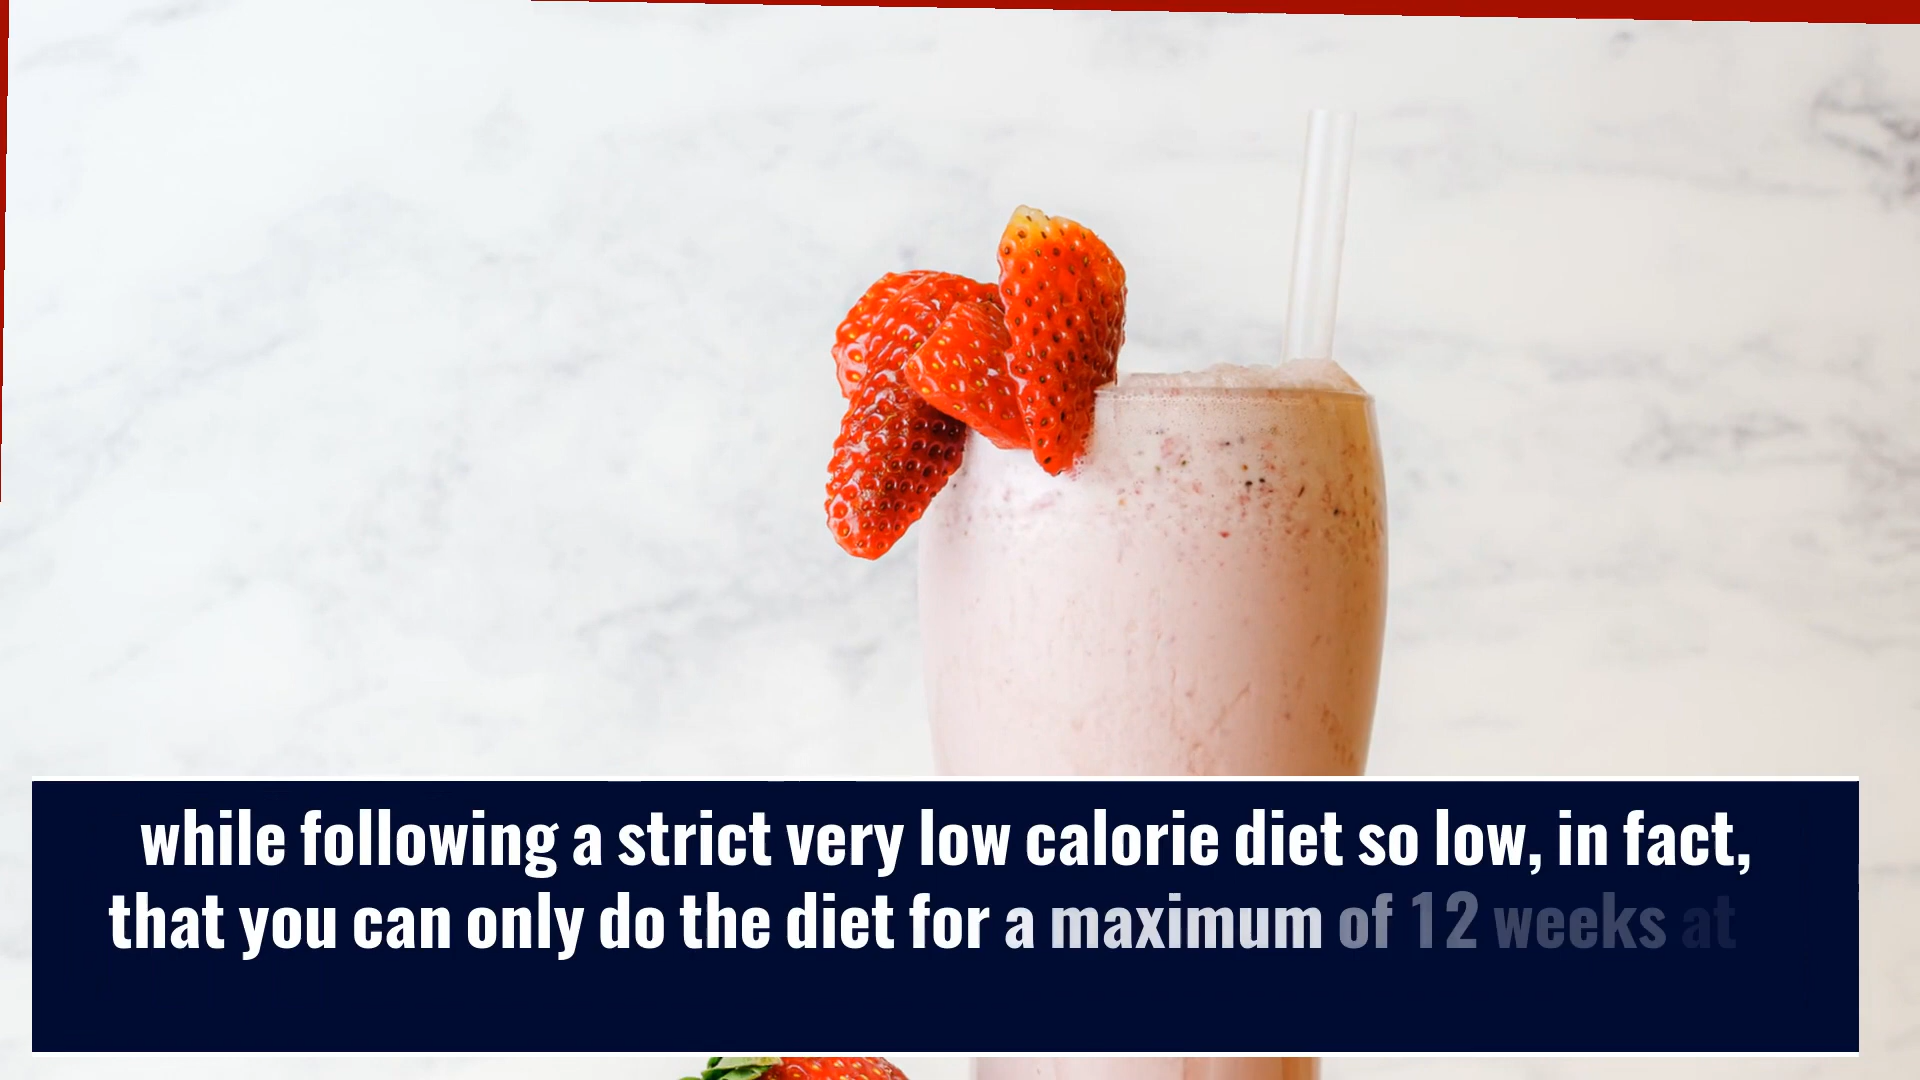 while following a strict very low calorie diet so low, in fact,
that you can only do the diet for a maximum of 12 weeks at